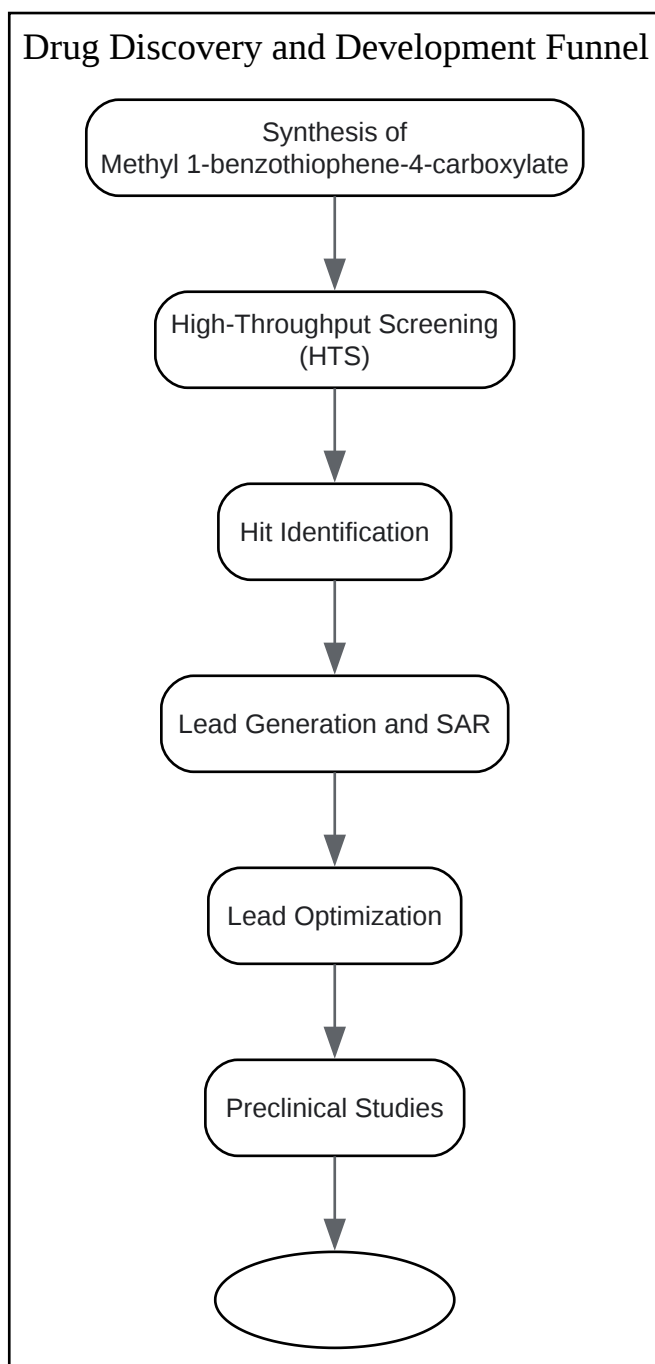 Drug Discovery and Development Funnel
Synthesis of
Methyl 1-benzothiophene-4-carboxylate
High-Throughput Screening
(HTS)
Hit Identification
Lead Generation and SAR
Lead Optimization
Preclinical Studies